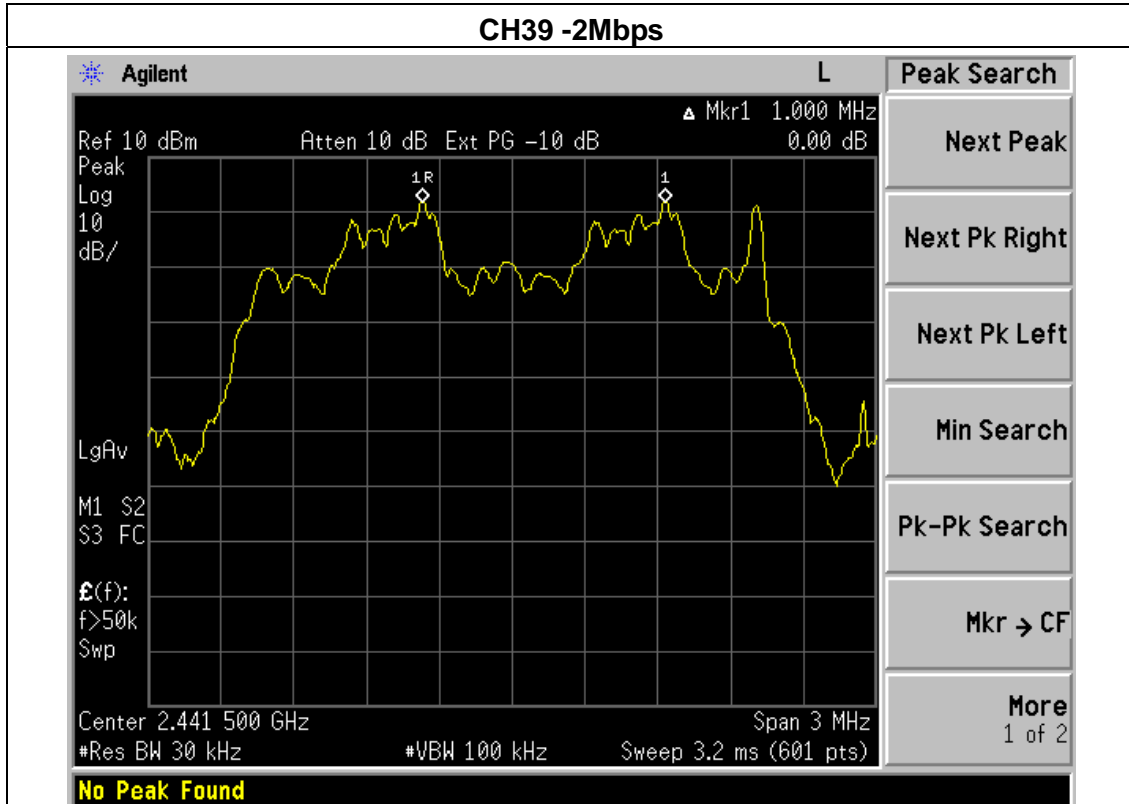 CH39 -2Mbps
Agilent L Peak Search
▵ Mkr1 1.000 MHz
Ref 10 dBm Atten 10 dB Ext PG -10 dB 0.00 dB
Peak
Log
10
dB/
1R
1
LgAv
M1 S2
S3 FC
£(f):
f>50k
Swp
Center 2.441 500 GHz Span 3 MHz
#Res BW 30 kHz #VBW 100 kHz Sweep 3.2 ms (601 pts)
No Peak Found
Next Peak
Next Pk Right
Next Pk Left
Min Search
Pk-Pk Search
Mkr → CF
More
1 of 2